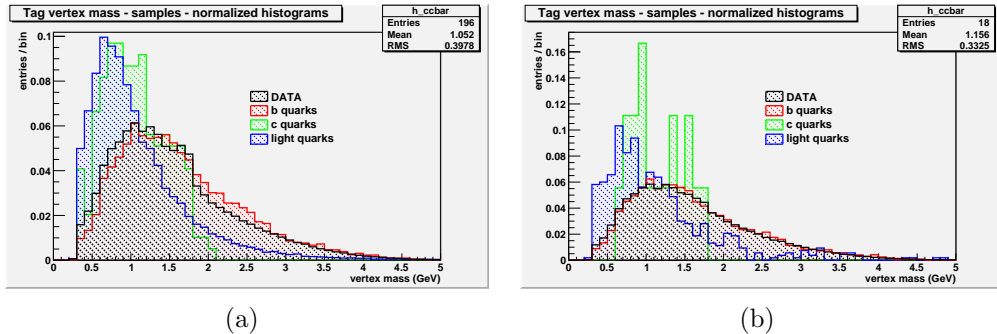 Tag vertex mass - samples - normalized histograms
h_ccbar
Entries 196
Mean 1.052
RMS 0.3978
entries / bin
0.1
0.08
0.06
0.04
0.02
0
DATA
b quarks
c quarks
light quarks
0 0.5 1 1.5 2 2.5 3 3.5 4 4.5 5
vertex mass (GeV)
(a)
Tag vertex mass - samples - normalized histograms
h_ccbar
Entries 18
Mean 1.156
RMS 0.3325
entries / bin
0.16
0.14
0.12
0.10
0.08
0.06
0.04
0.02
0.00
DATA
b quarks
c quarks
light quarks
0 0.5 1 1.5 2 2.5 3 3.5 4 4.5 5
vertex mass (GeV)
(b)